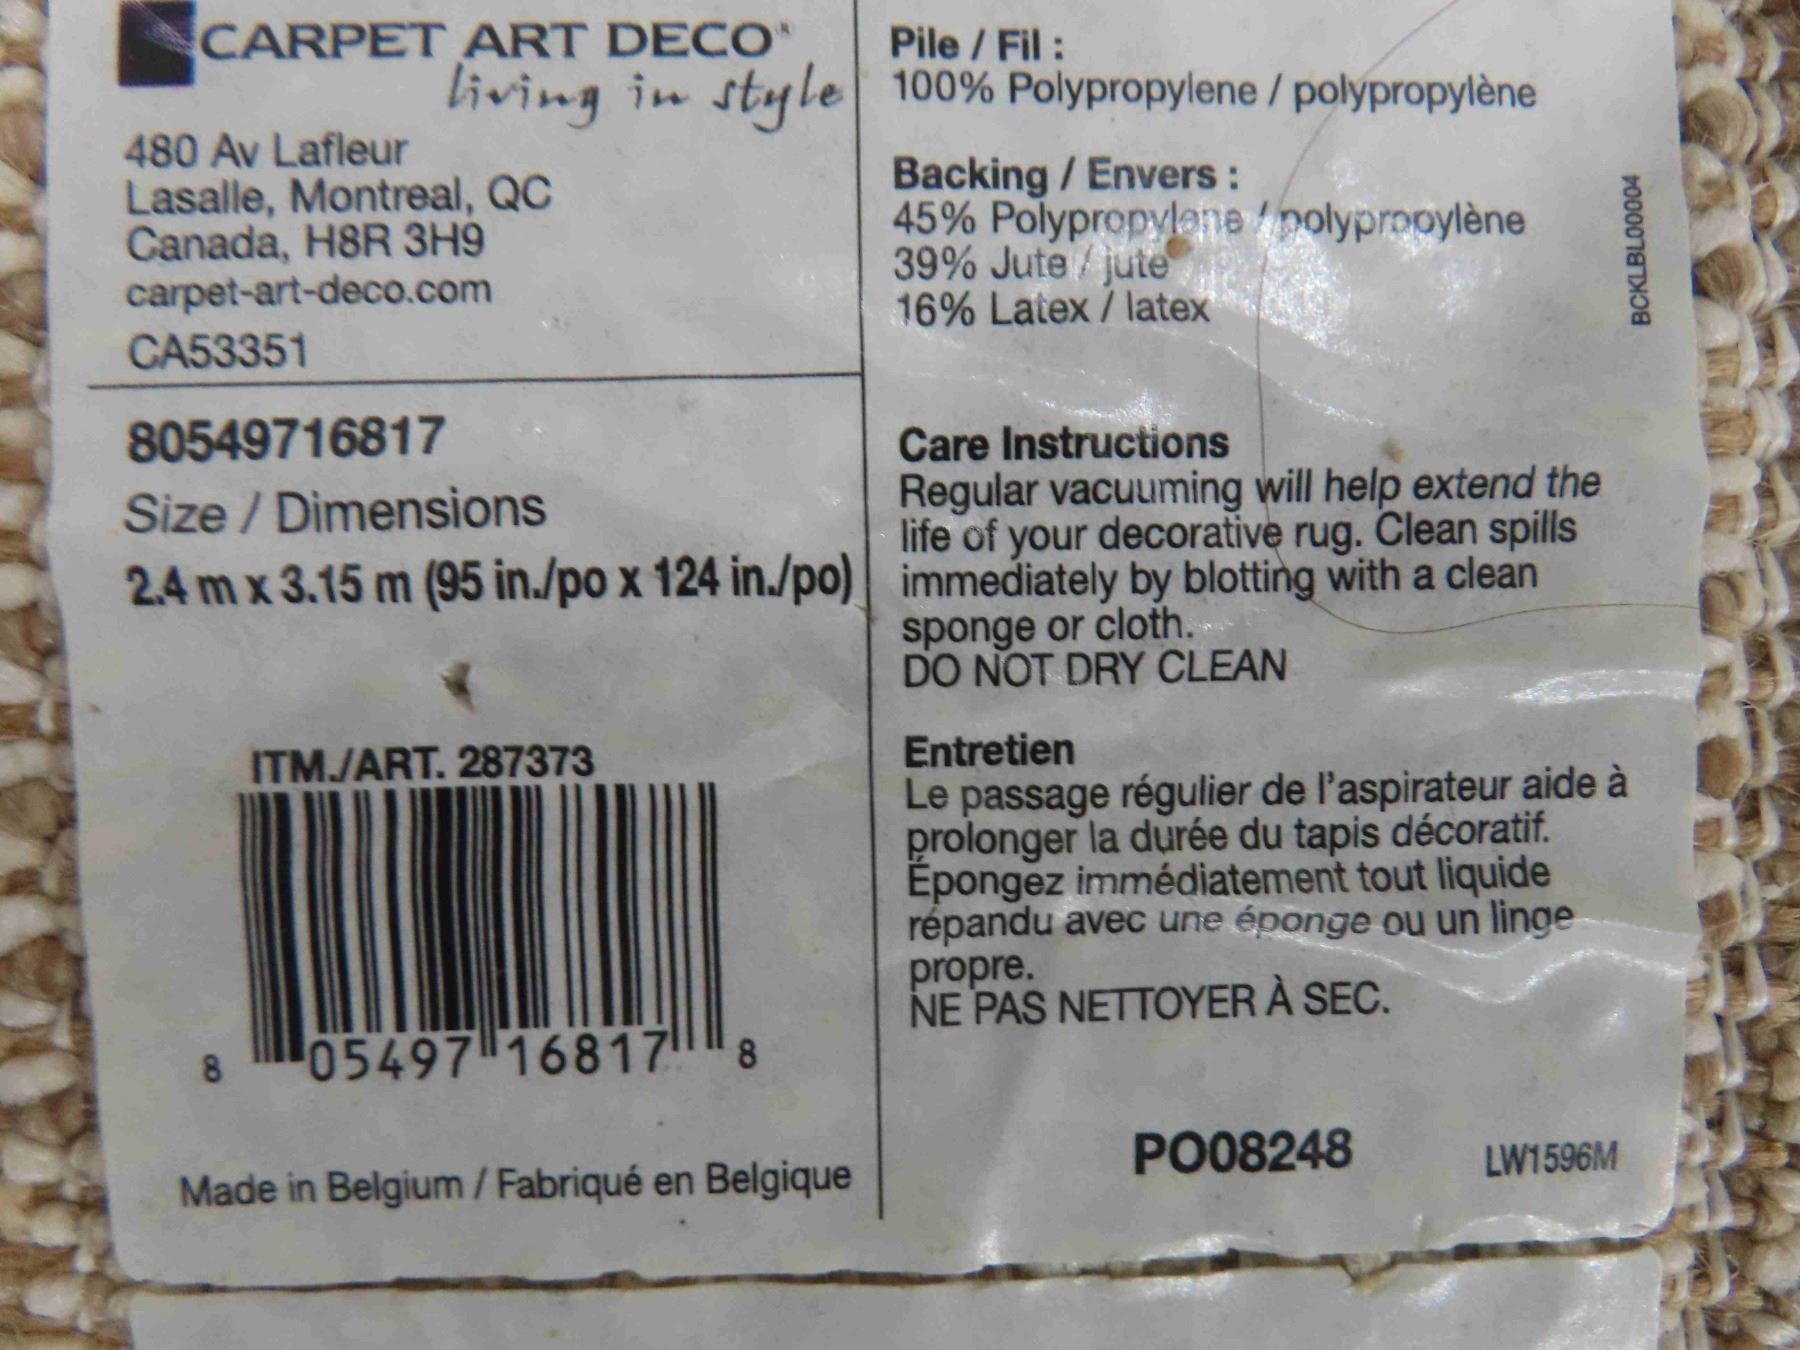 CARPET ART DECO®
living in style
480 Av Lafleur
Lasalle, Montreal, QC
Canada, H8R 3H9
carpet-art-deco.com
CA53351
80549716817
Size / Dimensions
2.4 m x 3.15 m (95 in./po x 124 in./po)
ITM./ART. 287373
8 05497 16817 8
Made in Belgium / Fabriqué en Belgique
Pile / Fil :
100% Polypropylene / polypropylène
Backing / Envers :
45% Polypropylene / polypropylène
39% Jute / jute
16% Latex / latex
BCKLBL00004
Care Instructions
Regular vacuuming will help extend the
life of your decorative rug. Clean spills
immediately by blotting with a clean
sponge or cloth.
DO NOT DRY CLEAN
Entretien
Le passage régulier de l'aspirateur aide à
prolonger la durée du tapis décoratif.
Épongez immédiatement tout liquide
répandu avec une éponge ou un linge
propre.
NE PAS NETTOYER À SEC.
PO08248
LW1596M